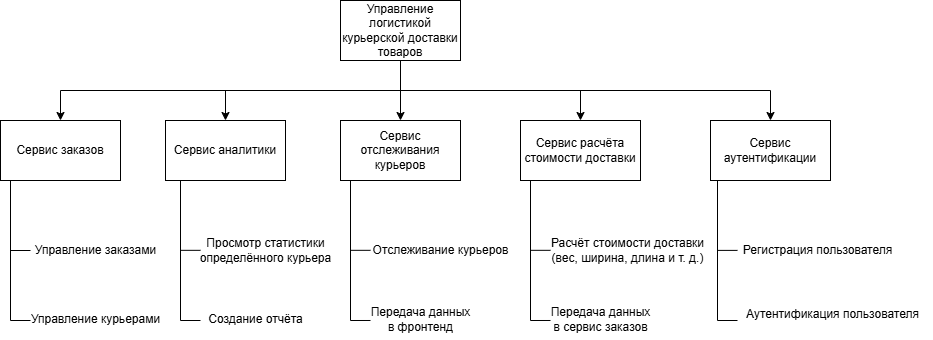 Управление
логистикой
курьерской доставки
товаров
Сервис заказов
Сервис аналитики
Сервис
отслеживания
курьеров
Сервис расчёта
стоимости доставки
Сервис
аутентификации
Управление заказами
Просмотр статистики
определённого курьера
Отслеживание курьеров
Расчёт стоимости доставки
(вес, ширина, длина и т. д.)
Регистрация пользователя
Управление курьерами
Создание отчёта
Передача данных
в фронтенд
Передача данных
в сервис заказов
Аутентификация пользователя